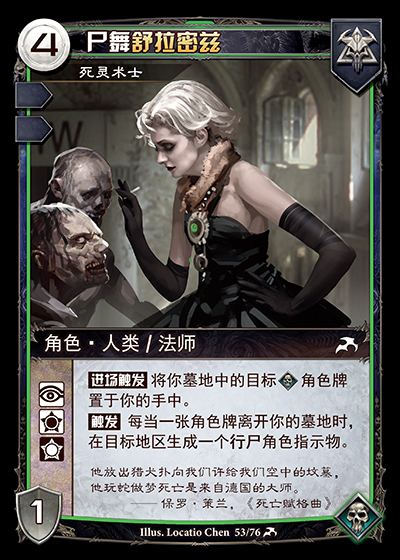 4
尸舞舒拉密兹
死灵术士
角色·人类/法师
进场触发 将你墓地中的目标 角色牌
置于你的手中。
触发 每当一张角色牌离开你的墓地时,
在目标地区生成一个行尸角色指示物。
他放出猎犬扑向我们许给我们空中的坟墓,
他玩蛇做梦死亡是来自德国的大师。
——保罗·策兰,《死亡赋格曲》
1
Illus. Locatio Chen 53/76